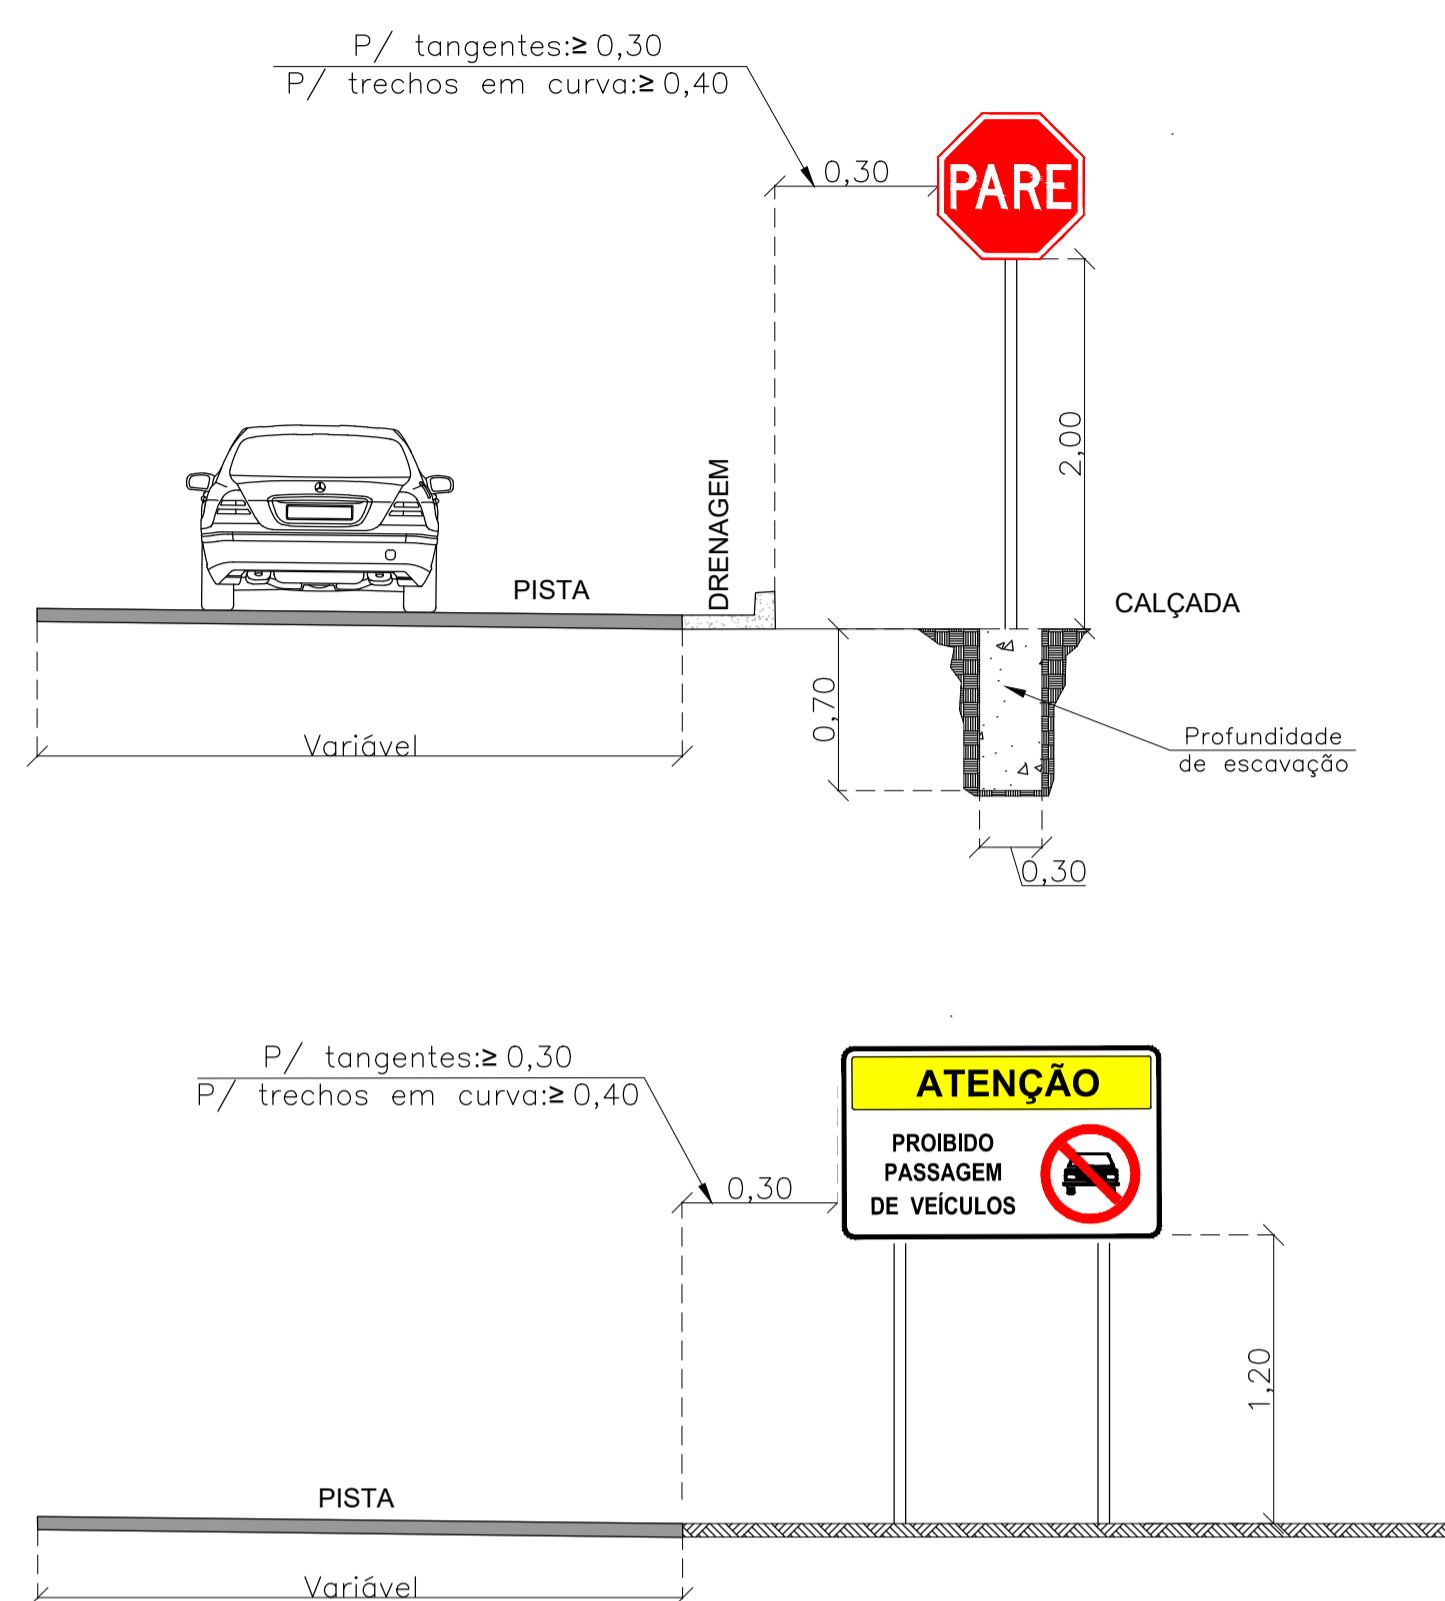 P/ tangentes:≥ 0,30
P/ trechos em curva:≥ 0,40
0,30
PARE
2,00
DRENAGEM
PISTA
CALÇADA
0,70
Variável
Profundidade
de escavação
0,30
P/ tangentes:≥ 0,30
P/ trechos em curva:≥ 0,40
0,30
ATENÇÃO
PROIBIDO
PASSAGEM
DE VEÍCULOS
1,20
PISTA
Variável